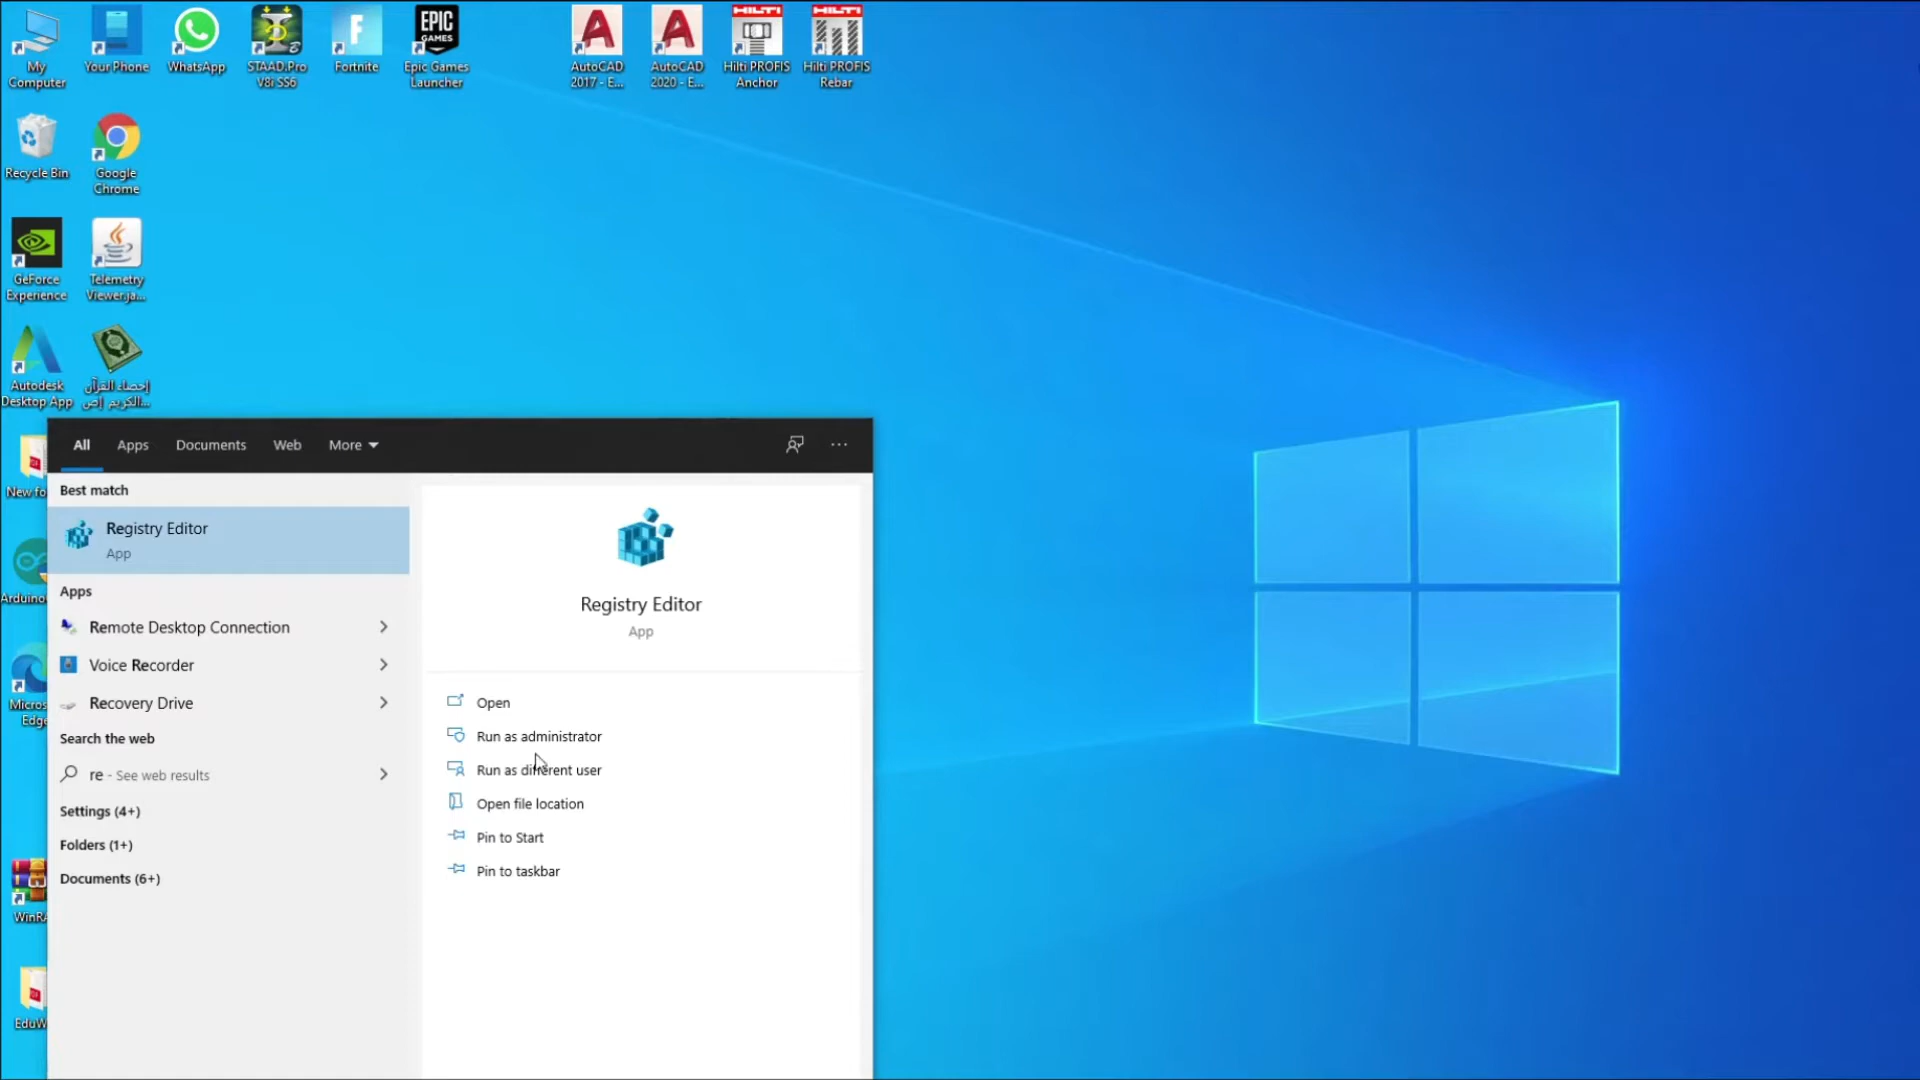 My
Computer
Your Phone
WhatsApp
STAAD.Pro
V8i SS6
Fortnite
EPIC
GAMES
Epic Games
Launcher
AutoCAD
2017 - E...
AutoCAD
2020 - E...
HILTI
Hilti PROFIS
Anchor
HILTI
Hilti PROFIS
Rebar
Recycle Bin
Google
Chrome
GeForce
Experience
Telemetry
Viewer.ja...
Autodesk
Desktop App
إحصاء القرآن
الكريم إص...
All
Apps
Documents
Web
More
New fo
Arduino
Micros
Edge
WinRA
EduW
Best match
Registry Editor
App
Apps
Remote Desktop Connection
Voice Recorder
Recovery Drive
Search the web
re - See web results
Settings (4+)
Folders (1+)
Documents (6+)
Registry Editor
App
Open
Run as administrator
Run as different user
Open file location
Pin to Start
Pin to taskbar